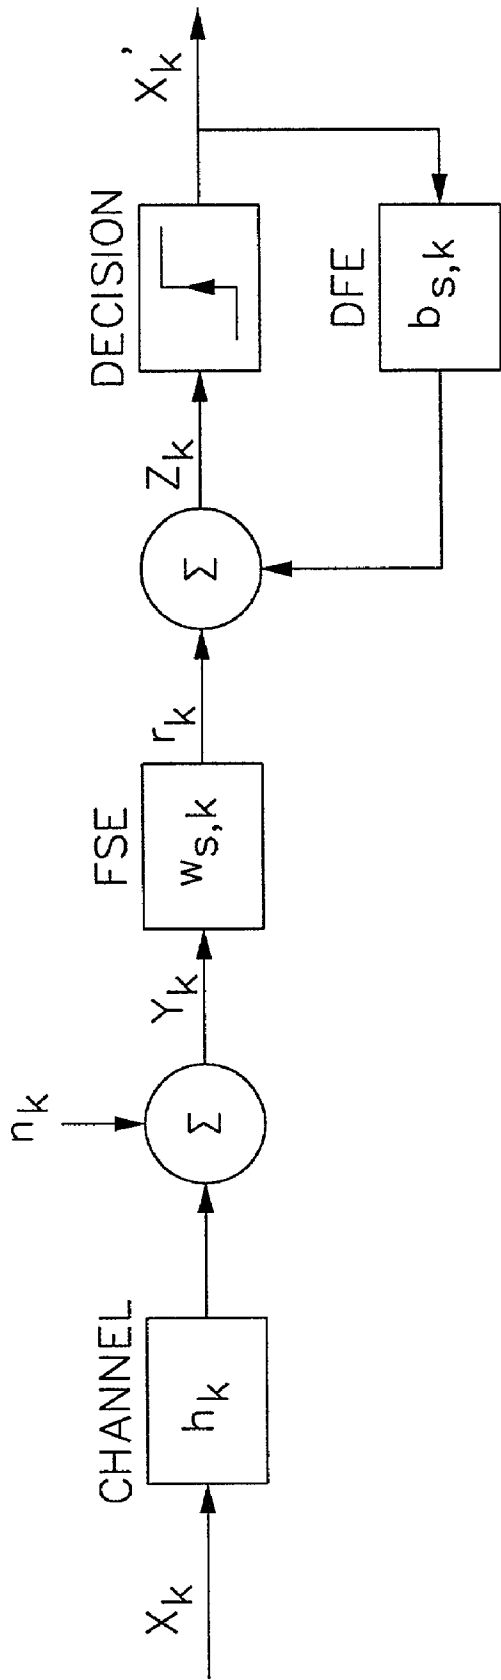 X_k
CHANNEL
h_k
n_k
Σ
Y_k
FSE
w_s,k
r_k
Σ
Z_k
DECISION
X_k'
DFE
b_s,k